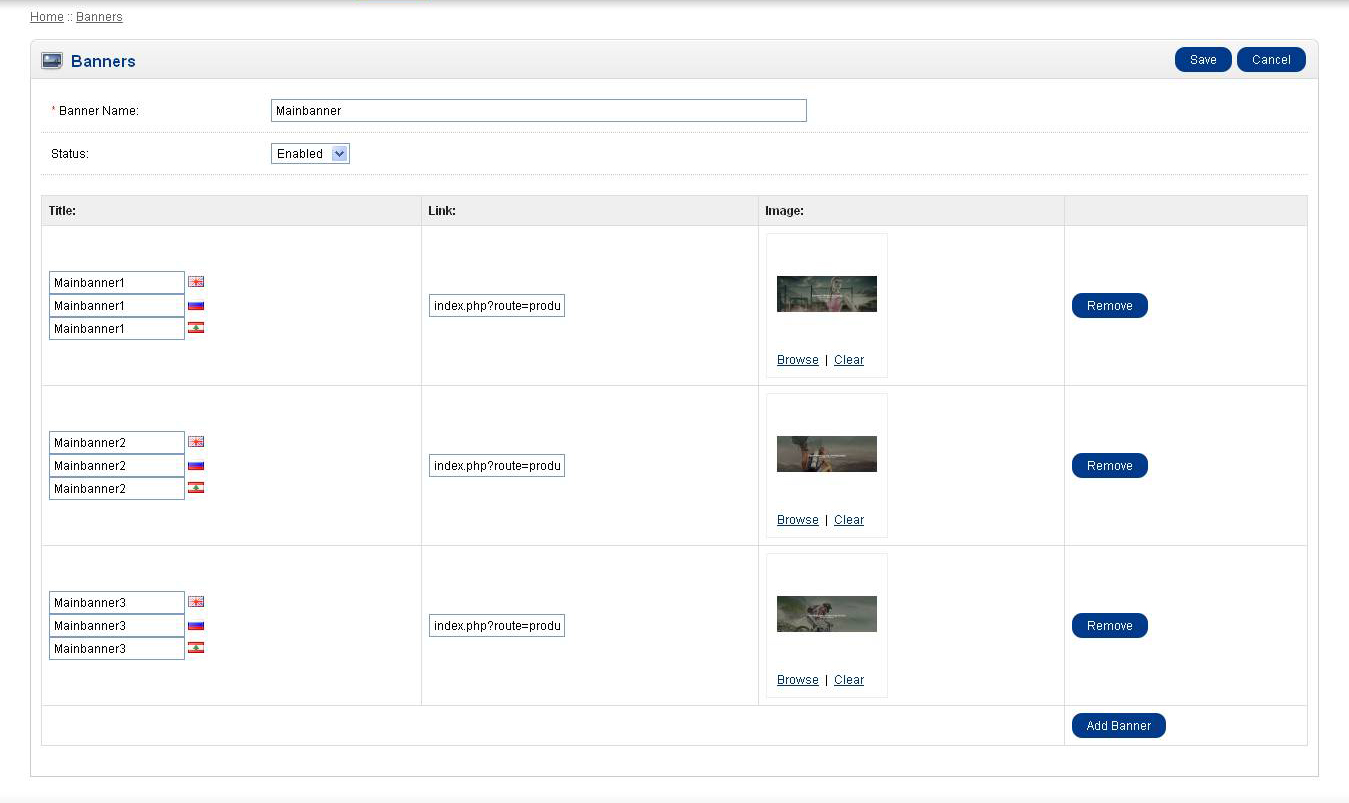 Home :: Banners
Banners
Save Cancel
* Banner Name: Mainbanner
Status: Enabled
Title: Link: Image:
Mainbanner1
Mainbanner1
Mainbanner1
index.php?route=produ
Browse | Clear
Remove
Mainbanner2
Mainbanner2
Mainbanner2
index.php?route=produ
Browse | Clear
Remove
Mainbanner3
Mainbanner3
Mainbanner3
index.php?route=produ
Browse | Clear
Remove
Add Banner